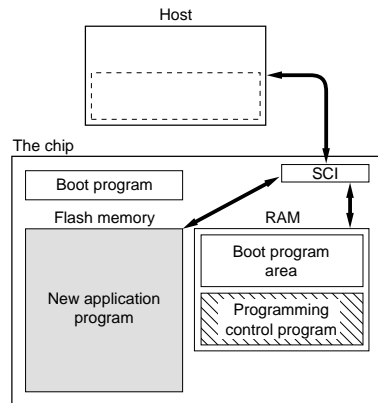 Host
The chip
SCI
Boot program
Flash memory
RAM
Boot program
area
New application
program
Programming
control program